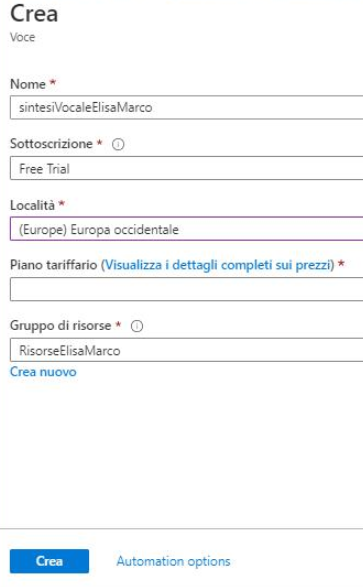 Crea
Voce
Nome *
sintesiVocaleElisaMarco
Sottoscrizione *
Free Trial
Località *
(Europe) Europa occidentale
Piano tariffario (Visualizza i dettagli completi sui prezzi) *
Gruppo di risorse *
RisorseElisaMarco
Crea nuovo
Crea Automation options